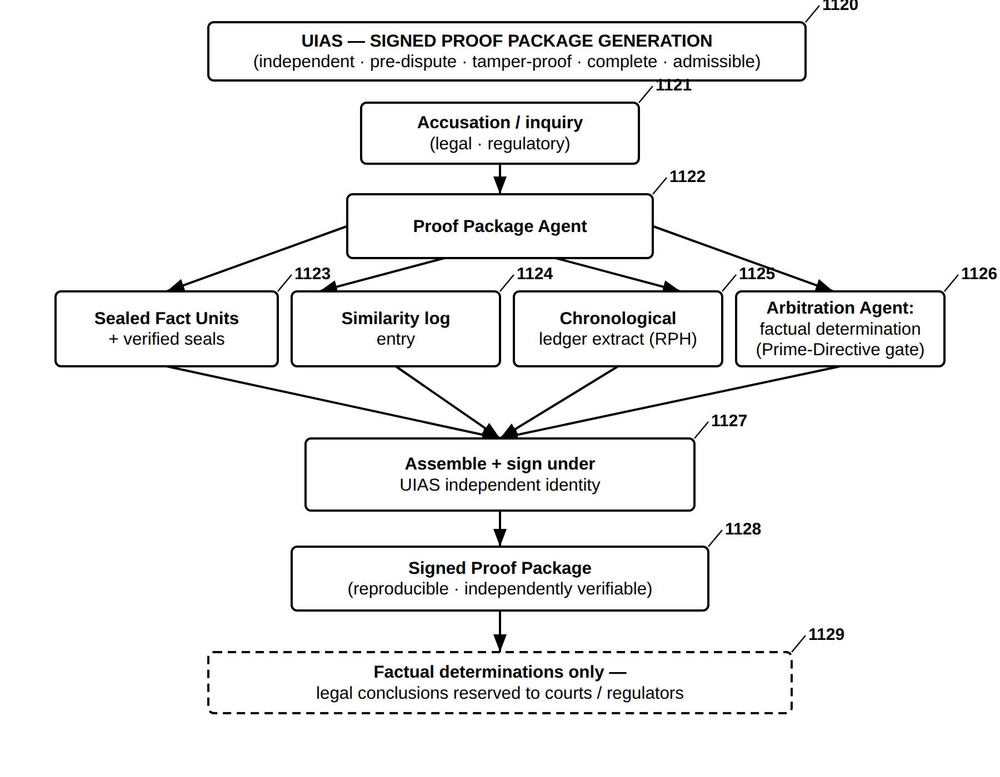 1120
UIAS — SIGNED PROOF PACKAGE GENERATION
(independent · pre-dispute · tamper-proof · complete · admissible)
1121
Accusation / inquiry
(legal · regulatory)
1122
Proof Package Agent
1123
Sealed Fact Units
+ verified seals
1124
Similarity log
entry
1125
Chronological
ledger extract (RPH)
1126
Arbitration Agent:
factual determination
(Prime-Directive gate)
1127
Assemble + sign under
UIAS independent identity
1128
Signed Proof Package
(reproducible · independently verifiable)
1129
Factual determinations only —
legal conclusions reserved to courts / regulators